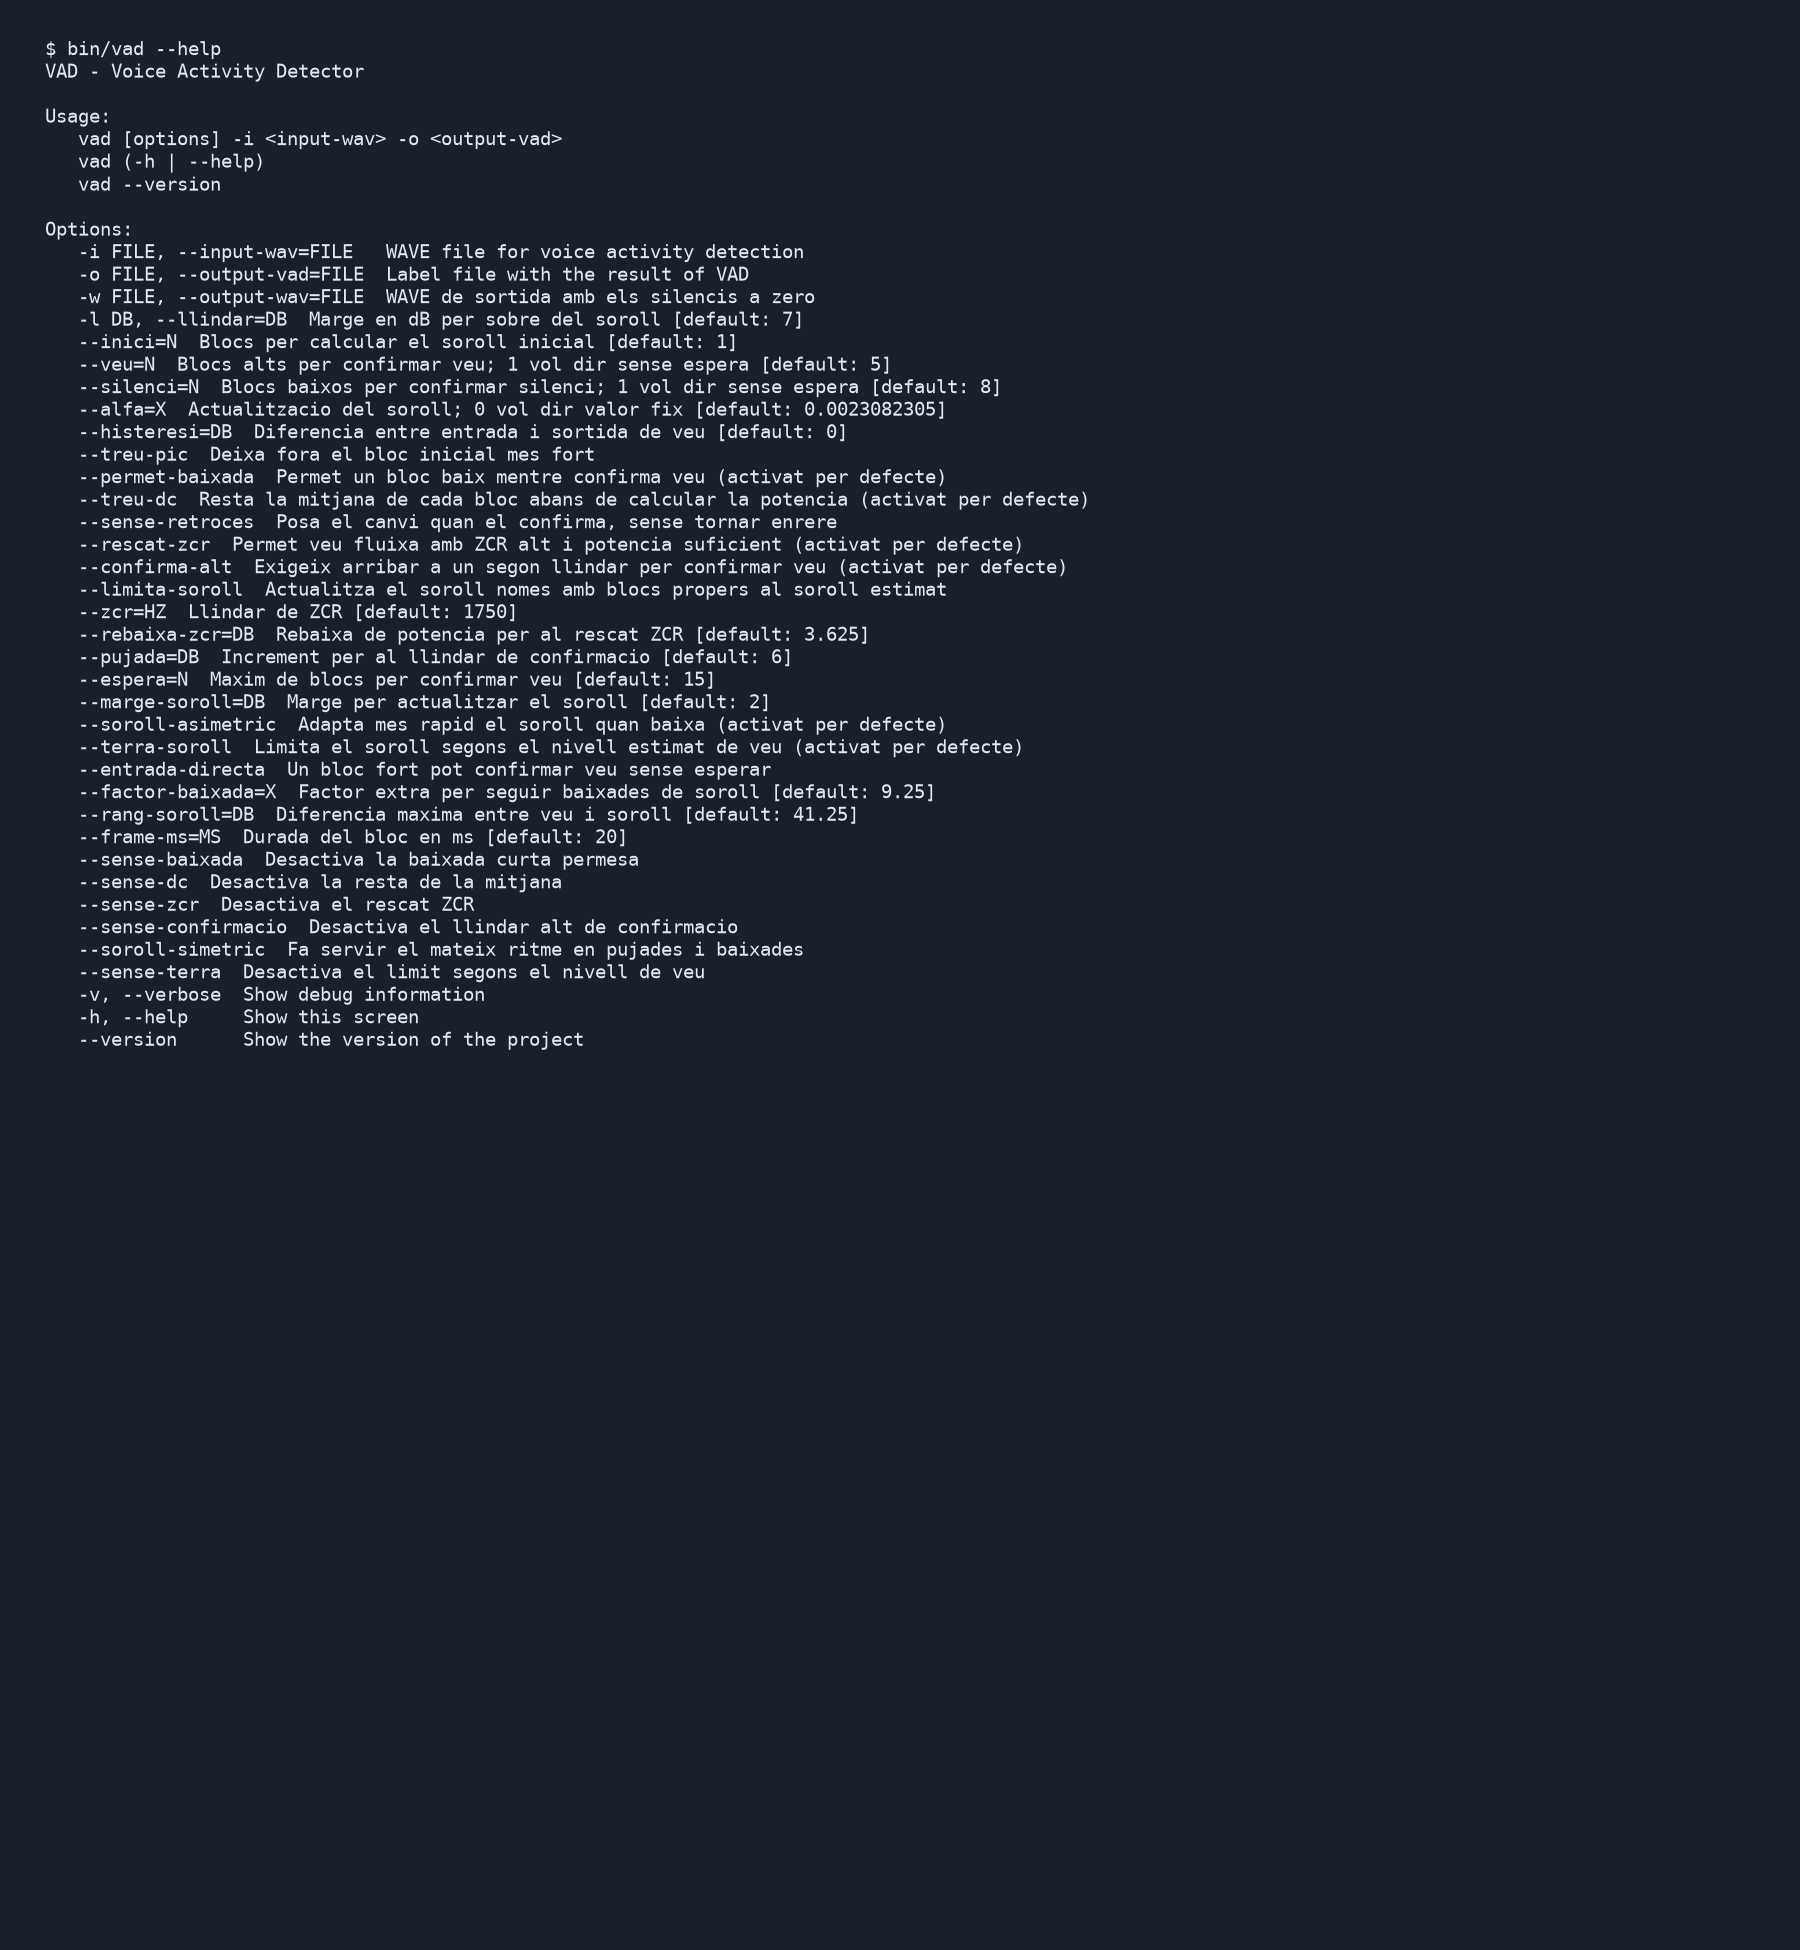 $ bin/vad --help
VAD - Voice Activity Detector

Usage:
   vad [options] -i <input-wav> -o <output-vad>
   vad (-h | --help)
   vad --version

Options:
   -i FILE, --input-wav=FILE   WAVE file for voice activity detection
   -o FILE, --output-vad=FILE  Label file with the result of VAD
   -w FILE, --output-wav=FILE  WAVE de sortida amb els silencis a zero
   -l DB, --llindar=DB  Marge en dB per sobre del soroll [default: 7]
   --inici=N  Blocs per calcular el soroll inicial [default: 1]
   --veu=N  Blocs alts per confirmar veu; 1 vol dir sense espera [default: 5]
   --silenci=N  Blocs baixos per confirmar silenci; 1 vol dir sense espera [default: 8]
   --alfa=X  Actualitzacio del soroll; 0 vol dir valor fix [default: 0.0023082305]
   --histeresi=DB  Diferencia entre entrada i sortida de veu [default: 0]
   --treu-pic  Deixa fora el bloc inicial mes fort
   --permet-baixada  Permet un bloc baix mentre confirma veu (activat per defecte)
   --treu-dc  Resta la mitjana de cada bloc abans de calcular la potencia (activat per defecte)
   --sense-retroces  Posa el canvi quan el confirma, sense tornar enrere
   --rescat-zcr  Permet veu fluixa amb ZCR alt i potencia suficient (activat per defecte)
   --confirma-alt  Exigeix arribar a un segon llindar per confirmar veu (activat per defecte)
   --limita-soroll  Actualitza el soroll nomes amb blocs propers al soroll estimat
   --zcr=HZ  Llindar de ZCR [default: 1750]
   --rebaixa-zcr=DB  Rebaixa de potencia per al rescat ZCR [default: 3.625]
   --pujada=DB  Increment per al llindar de confirmacio [default: 6]
   --espera=N  Maxim de blocs per confirmar veu [default: 15]
   --marge-soroll=DB  Marge per actualitzar el soroll [default: 2]
   --soroll-asimetric  Adapta mes rapid el soroll quan baixa (activat per defecte)
   --terra-soroll  Limita el soroll segons el nivell estimat de veu (activat per defecte)
   --entrada-directa  Un bloc fort pot confirmar veu sense esperar
   --factor-baixada=X  Factor extra per seguir baixades de soroll [default: 9.25]
   --rang-soroll=DB  Diferencia maxima entre veu i soroll [default: 41.25]
   --frame-ms=MS  Durada del bloc en ms [default: 20]
   --sense-baixada  Desactiva la baixada curta permesa
   --sense-dc  Desactiva la resta de la mitjana
   --sense-zcr  Desactiva el rescat ZCR
   --sense-confirmacio  Desactiva el llindar alt de confirmacio
   --soroll-simetric  Fa servir el mateix ritme en pujades i baixades
   --sense-terra  Desactiva el limit segons el nivell de veu
   -v, --verbose  Show debug information
   -h, --help     Show this screen
   --version      Show the version of the project